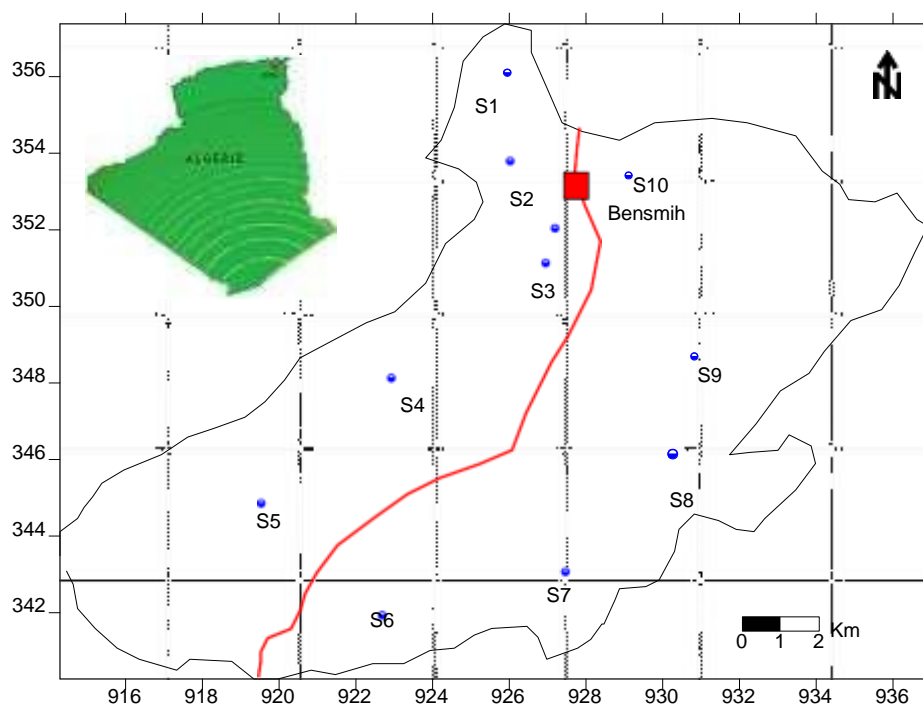 356
354
352
350
348
346
344
342
ALGERIE
N
S1
S2
S10
Bensmih
S3
S9
S4
S8
S5
S7
S6
0 1 2 Km
916 918 920 922 924 926 928 930 932 934 936